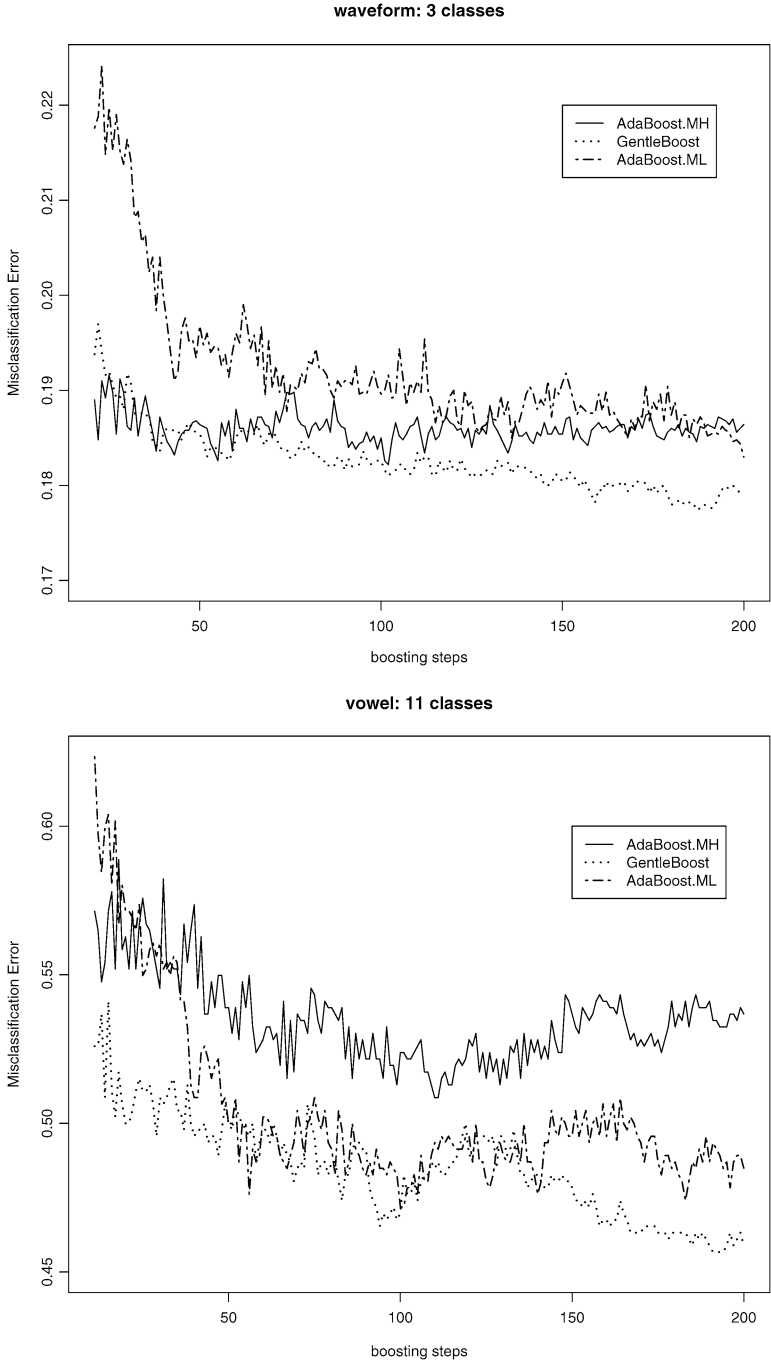 waveform: 3 classes
Misclassification Error
0.22
0.21
0.20
0.19
0.18
0.17
AdaBoost.MH
GentleBoost
AdaBoost.ML
50 100 150 200
boosting steps
vowel: 11 classes
Misclassification Error
0.60
0.55
0.50
0.45
AdaBoost.MH
GentleBoost
AdaBoost.ML
50 100 150 200
boosting steps